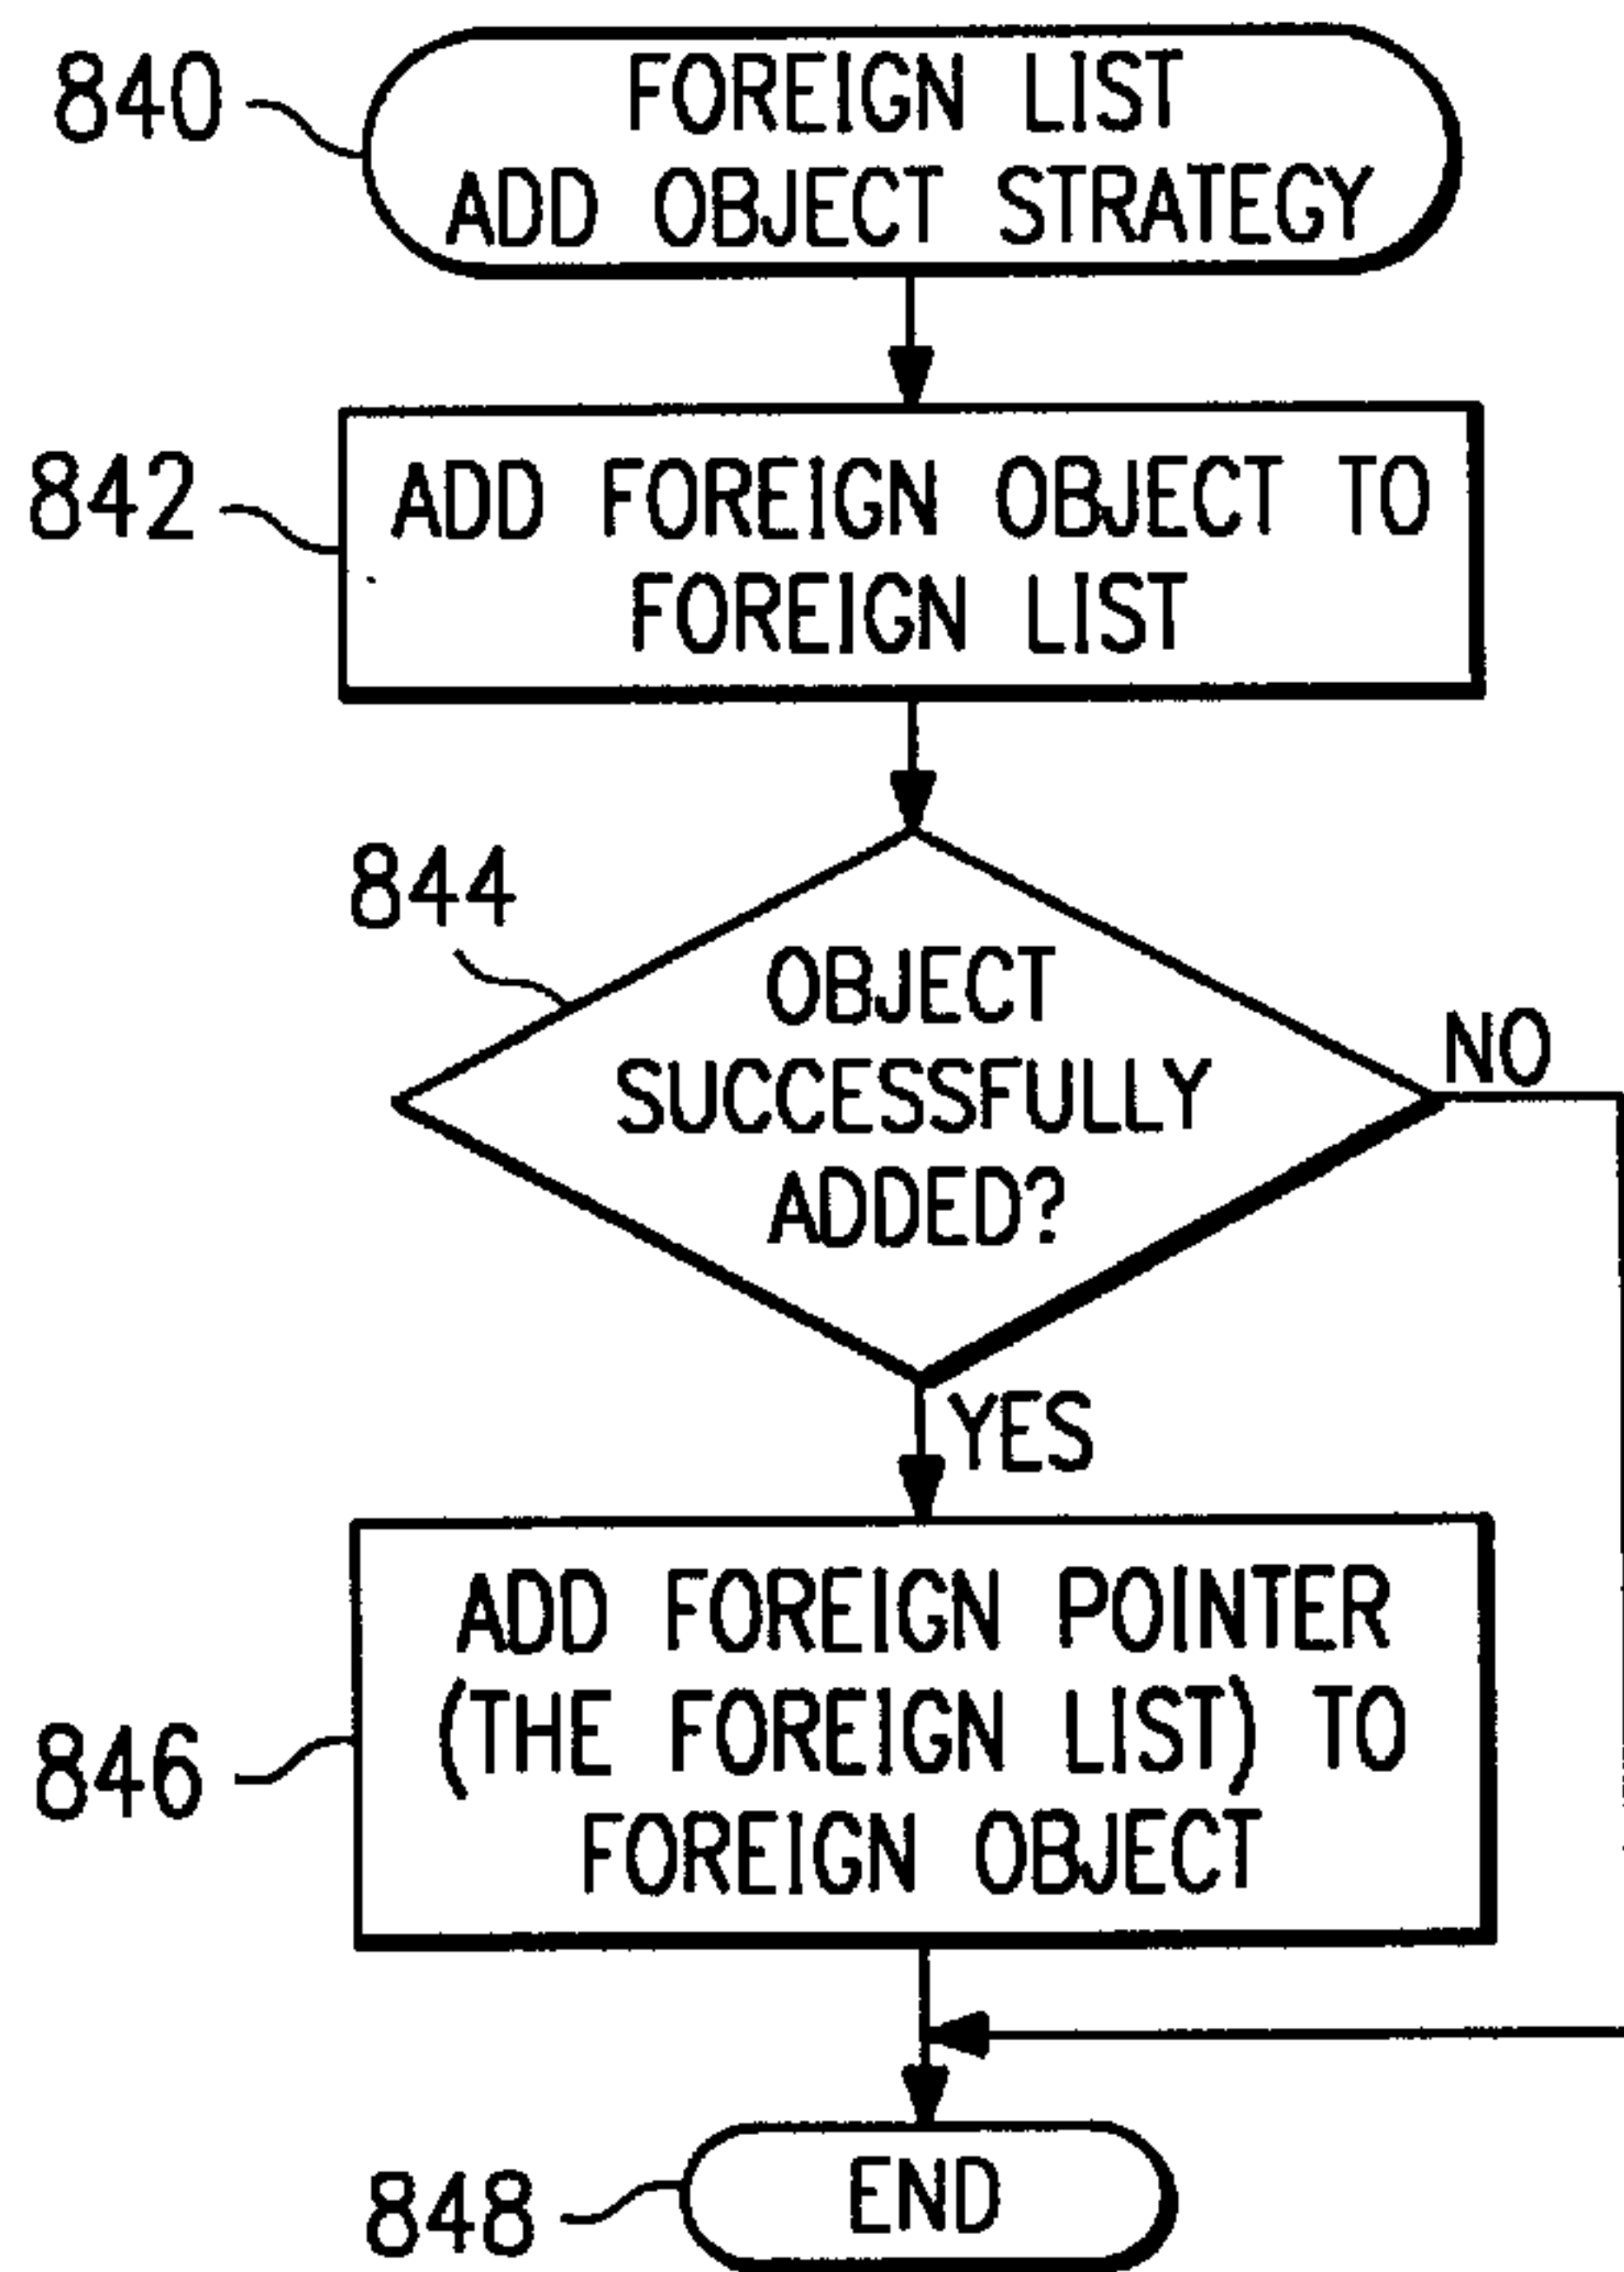 840
FOREIGN LIST
ADD OBJECT STRATEGY
842
ADD FOREIGN OBJECT TO
FOREIGN LIST
844
OBJECT
SUCCESSFULLY
ADDED?
NO
YES
846
ADD FOREIGN POINTER
(THE FOREIGN LIST) TO
FOREIGN OBJECT
848
END